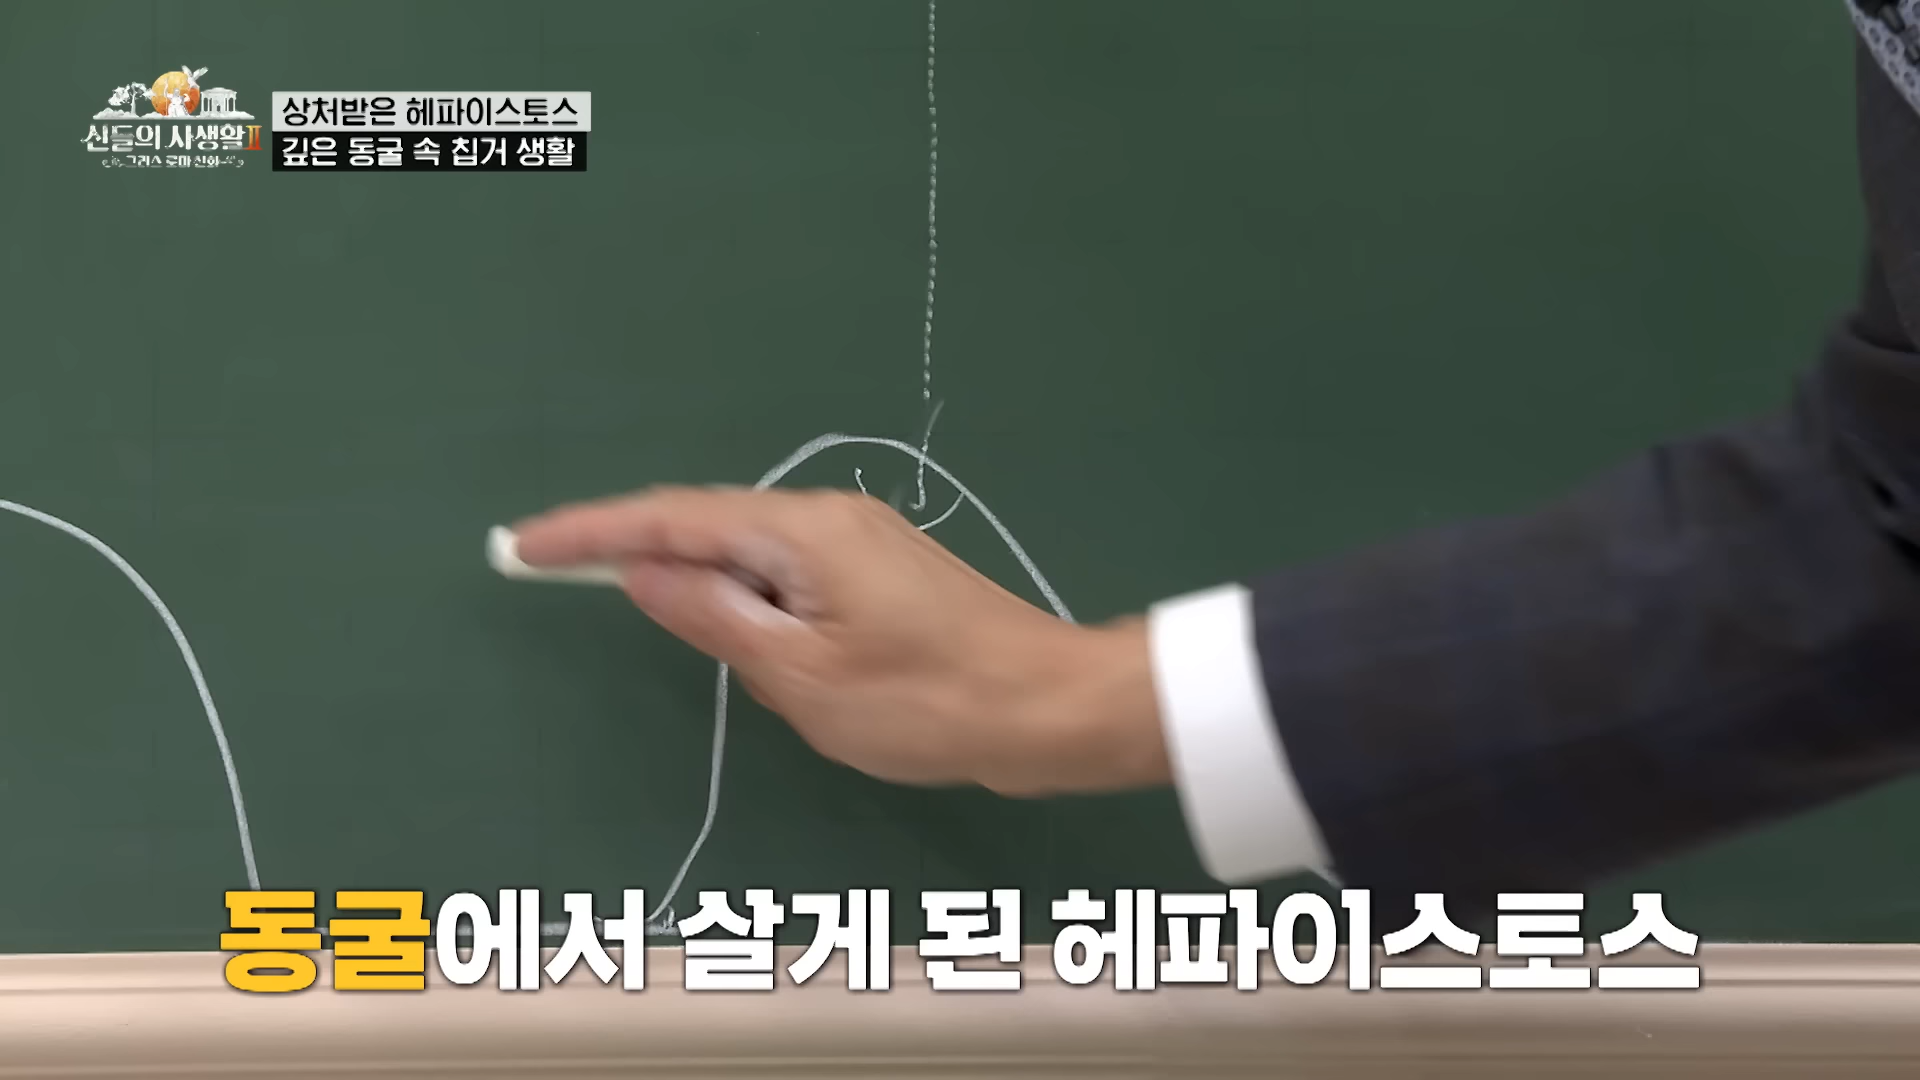 신들의 사생활 II
그리스 로마 신화
상처받은 헤파이스토스
깊은 동굴 속 칩거 생활
동굴에서 살게 된 헤파이스토스